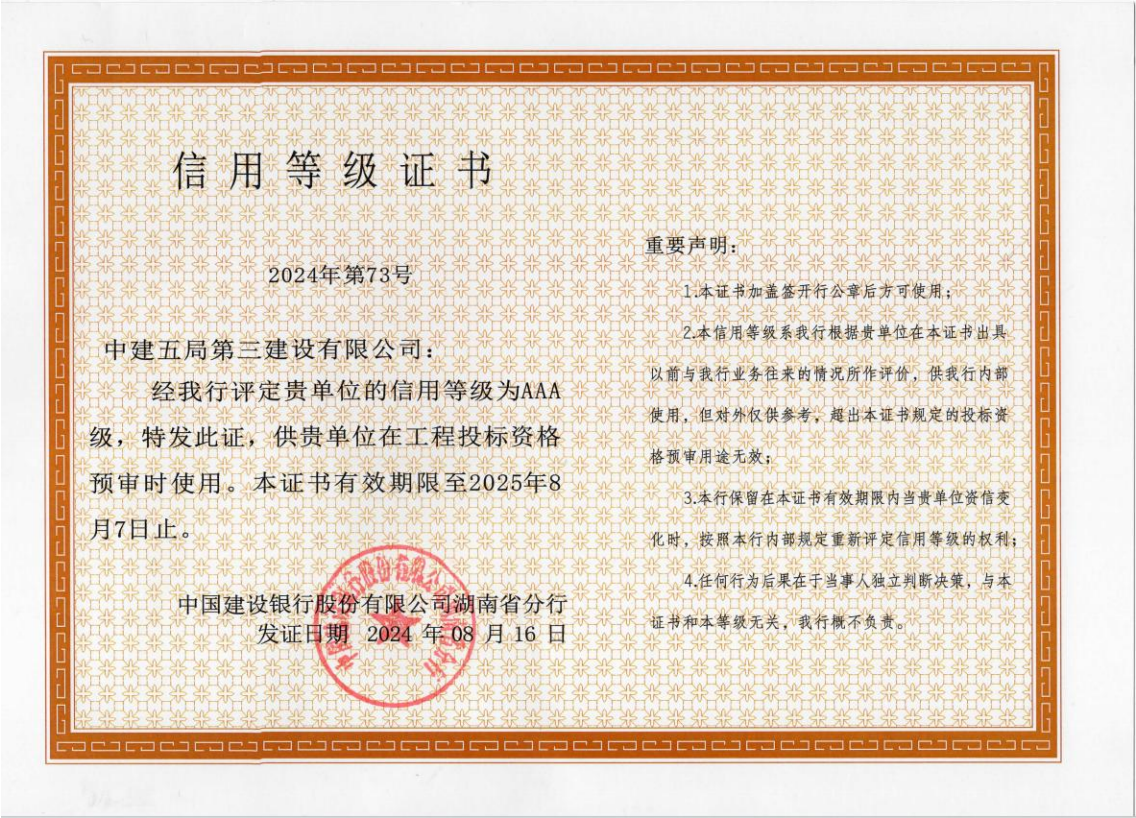 信用等级证书
2024年第73号
中建五局第三建设有限公司：
经我行评定贵单位的信用等级为AAA
级，特发此证，供贵单位在工程投标资格
预审时使用。本证书有效期限至2025年8
月7日止。
中国建设银行股份有限公司湖南省分行
发证日期 2024 年 08 月 16 日
重要声明：
1.本证书加盖签开行公章后方可使用；
2.本信用等级系我行根据贵单位在本证书出具
以前与我行业务往来的情况所作评价，供我行内部
使用，但对外仅供参考，超出本证书规定的投标资
格预审用途无效；
3.本行保留在本证书有效期限内当贵单位资信变
化时，按照本行内部规定重新评定信用等级的权利；
4.任何行为后果在于当事人独立判断决策，与本
证书和本等级无关，我行概不负责。